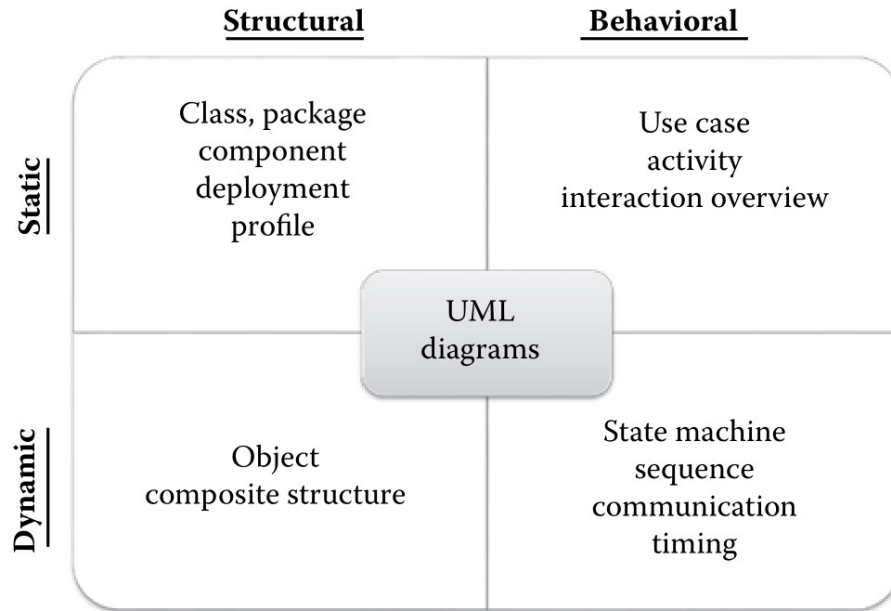 Structural
Behavioral
Static
Class, package
component
deployment
profile
Use case
activity
interaction overview
UML
diagrams
Dynamic
Object
composite structure
State machine
sequence
communication
timing